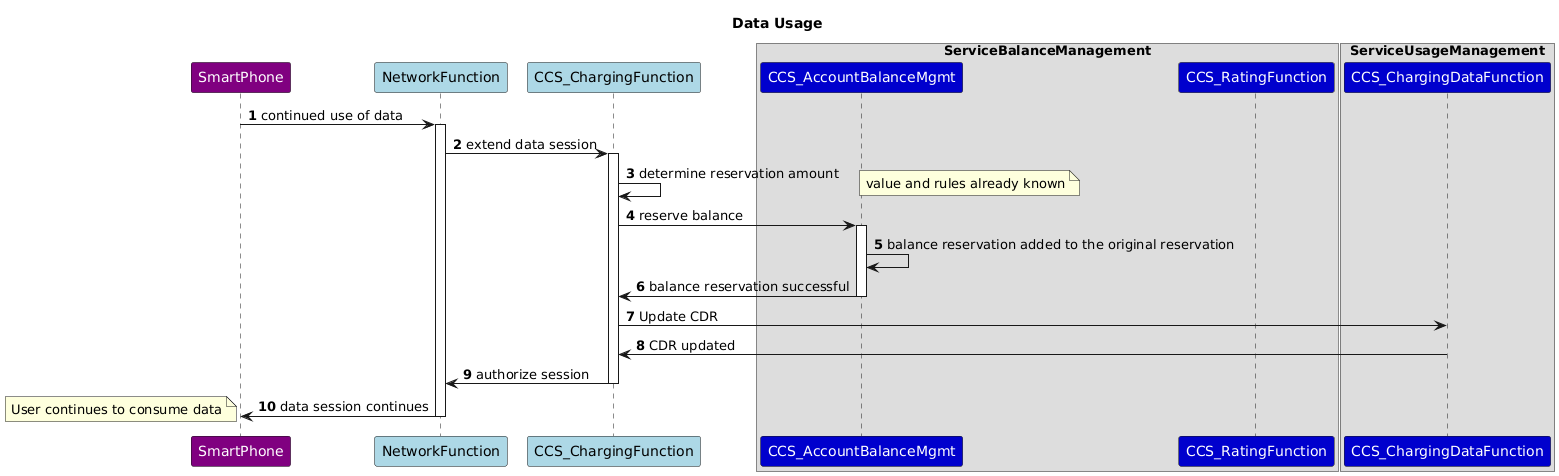 Data Usage
ServiceBalanceManagement
ServiceUsageManagement
SmartPhone
NetworkFunction
CCS_ChargingFunction
CCS_AccountBalanceMgmt
CCS_RatingFunction
CCS_ChargingDataFunction
1 continued use of data
2 extend data session
3 determine reservation amount
value and rules already known
4 reserve balance
5 balance reservation added to the original reservation
6 balance reservation successful
7 Update CDR
8 CDR updated
9 authorize session
10 data session continues
User continues to consume data
SmartPhone
NetworkFunction
CCS_ChargingFunction
CCS_AccountBalanceMgmt
CCS_RatingFunction
CCS_ChargingDataFunction